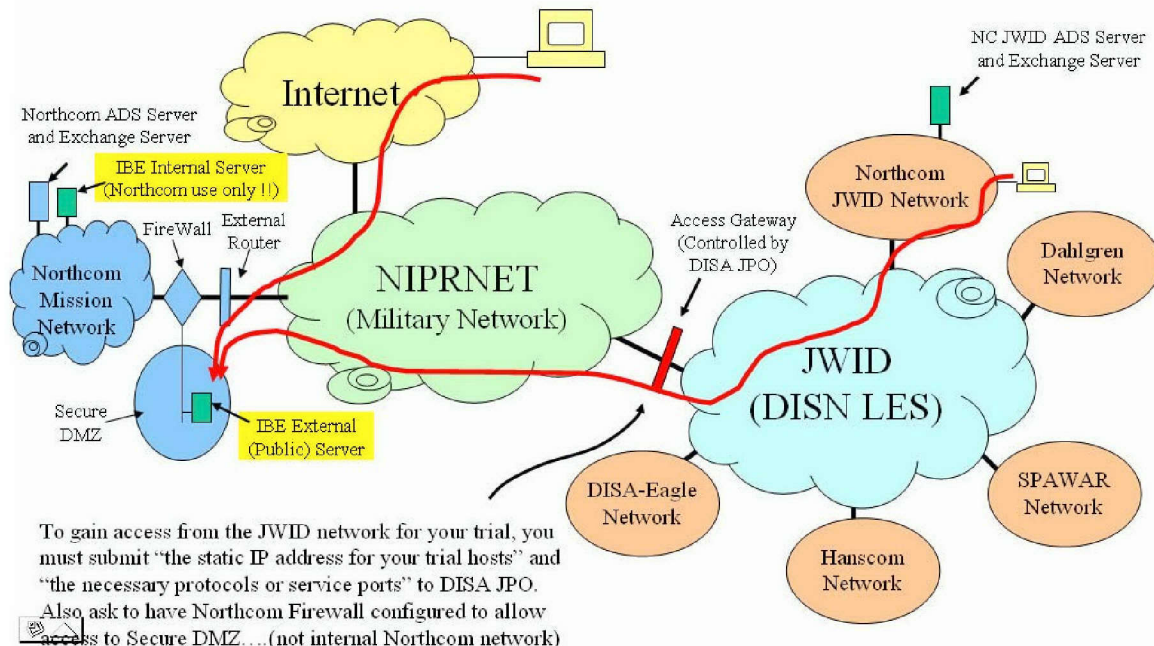 Internet
NC JWID ADS Server
and Exchange Server
Northcom ADS Server
and Exchange Server
IBE Internal Server
(Northcom use only !!)
FireWall
External
Router
Northcom
Mission
Network
NIPRNET
(Military Network)
Access Gateway
(Controlled by
DISA JPO)
Northcom
JWID Network
Dahlgren
Network
JWID
(DISN LES)
Secure
DMZ
IBE External
(Public) Server
DISA-Eagle
Network
SPAWAR
Network
Hanscom
Network
To gain access from the JWID network for your trial, you
must submit “the static IP address for your trial hosts” and
“the necessary protocols or service ports” to DISA JPO.
Also ask to have Northcom Firewall configured to allow
access to Secure DMZ….(not internal Northcom network)